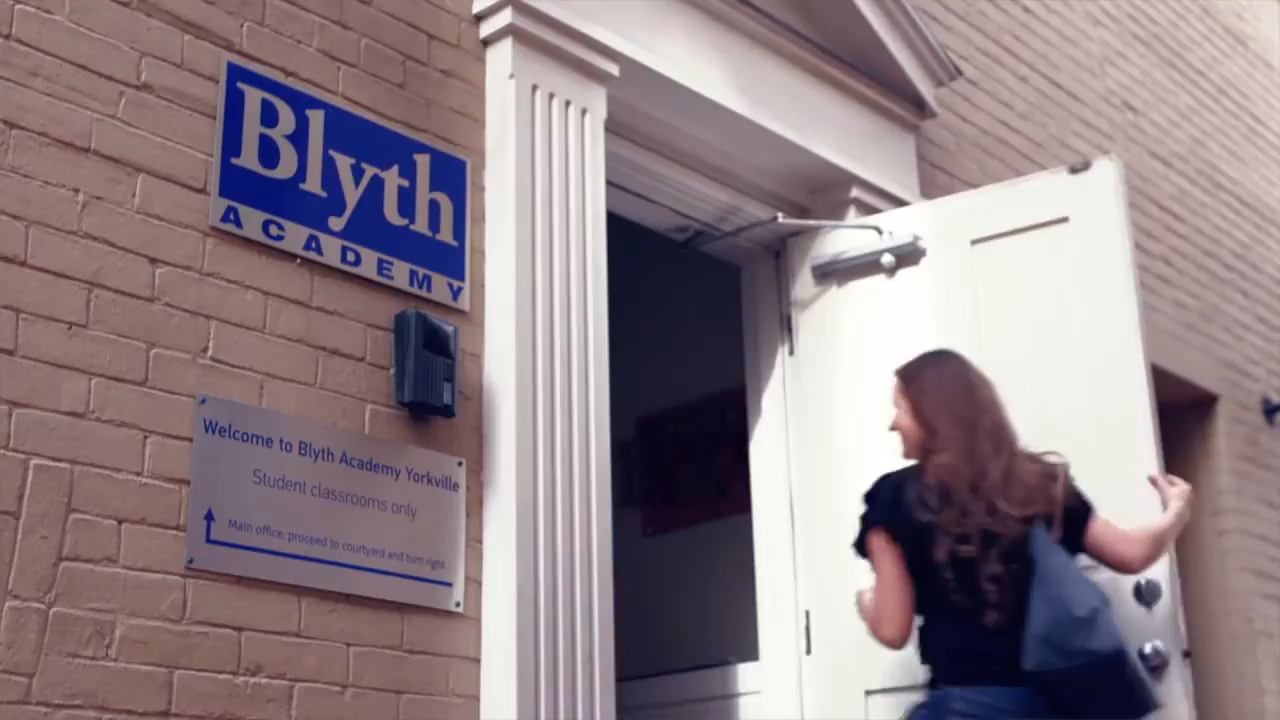 Blyth
ACADEMY
Welcome to Blyth Academy Yorkville
Student classrooms only
Main office, proceed to courtyard and turn right